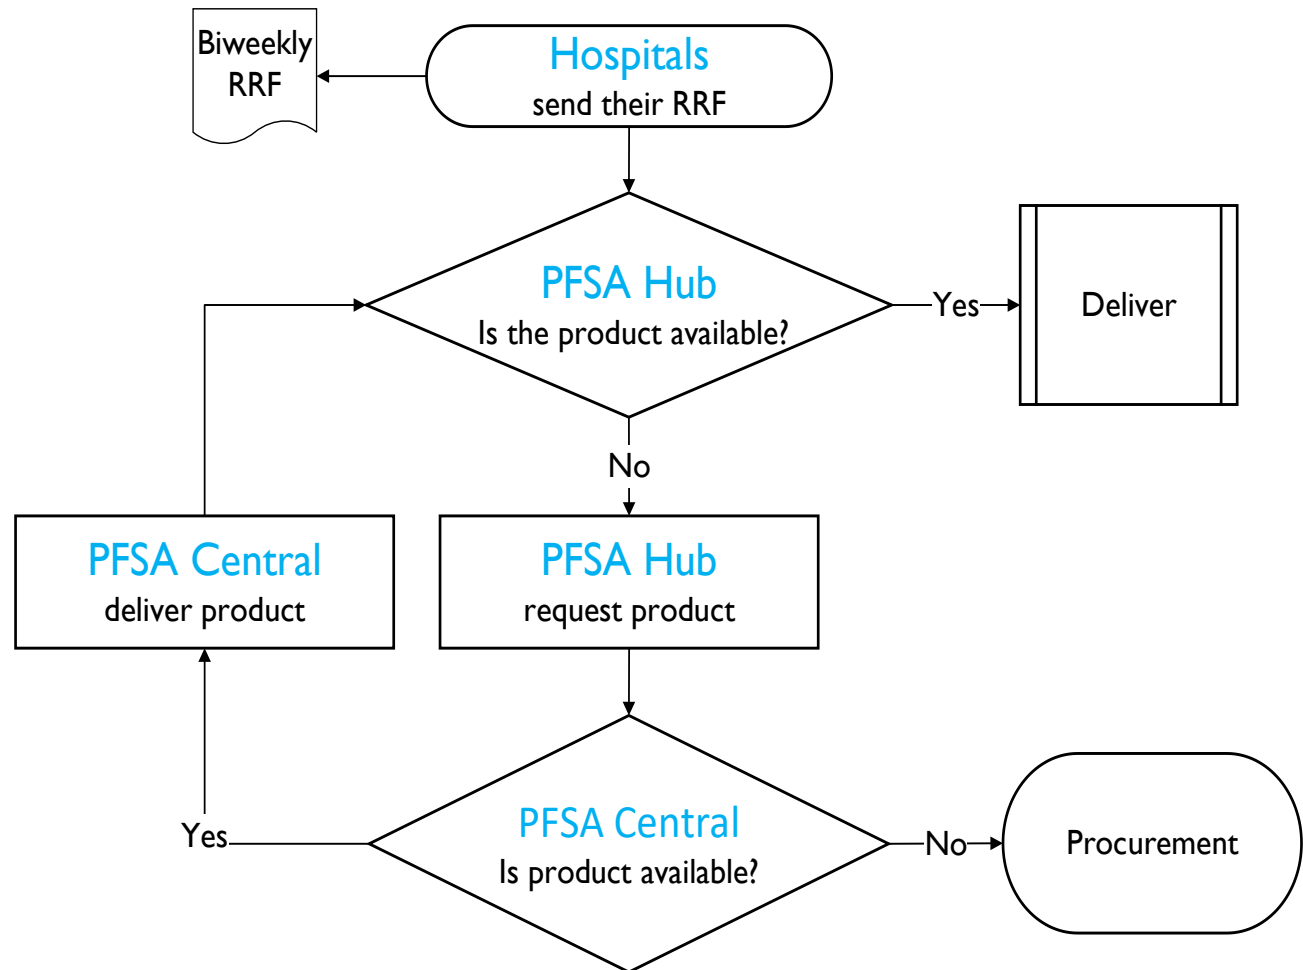 Biweekly
RRF
Hospitals
send their RRF
PFSA Hub
Is the product available?
Yes
Deliver
No
PFSA Central
deliver product
PFSA Hub
request product
PFSA Central
Is product available?
Yes
No
Procurement